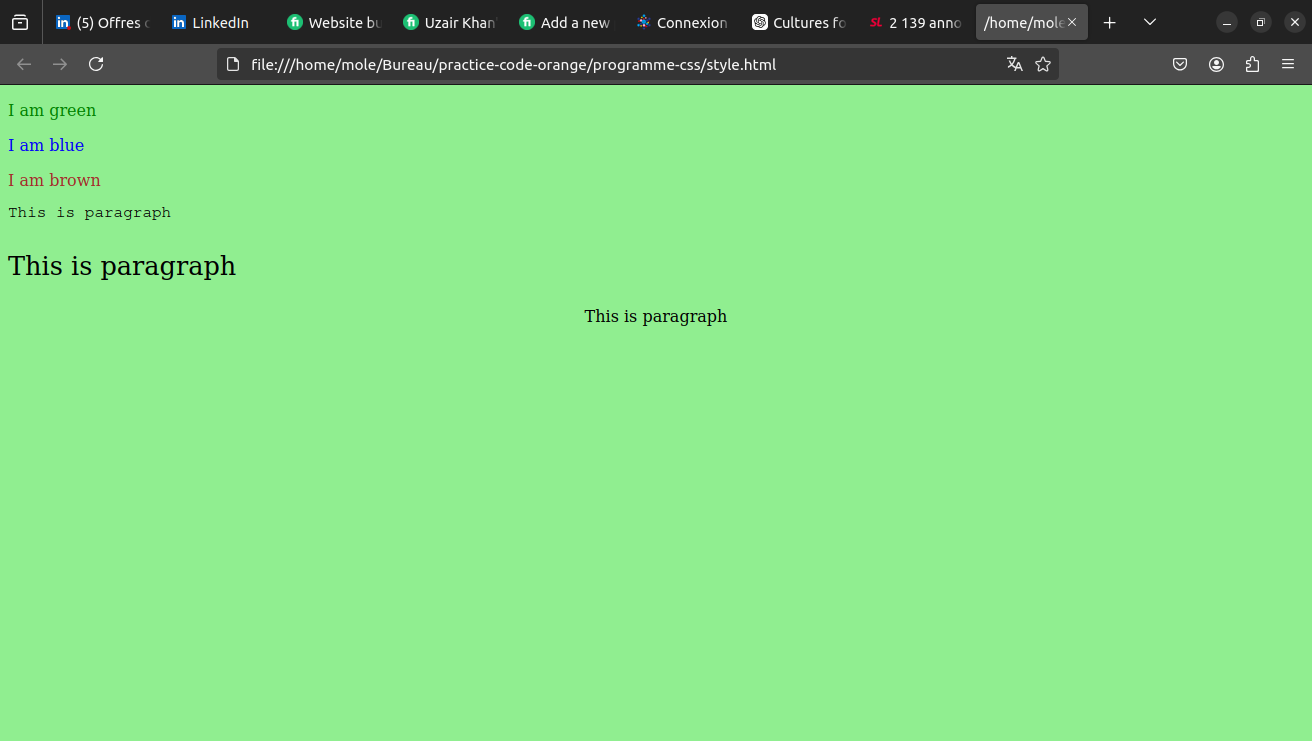 (5) Offres
LinkedIn
Website bu
Uzair Khan'
Add a new
Connexion
Cultures fo
SL 2 139 anno
/home/mole
file:///home/mole/Bureau/practice-code-orange/programme-css/style.html
I am green
I am blue
I am brown
This is paragraph
This is paragraph
This is paragraph